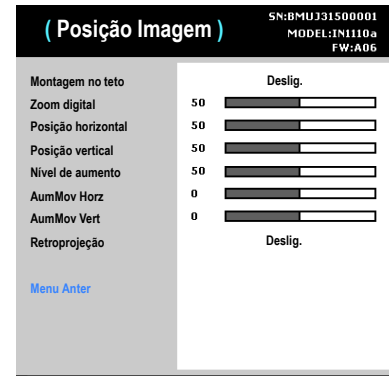 ( Posição Imagem )
SN:BMUJ31500001
MODEL:IN1110a
FW:A06
Montagem no teto Deslig.
Zoom digital 50
Posição horizontal 50
Posição vertical 50
Nível de aumento 50
AumMov Horz 0
AumMov Vert 0
Retroprojeção Deslig.
Menu Anter